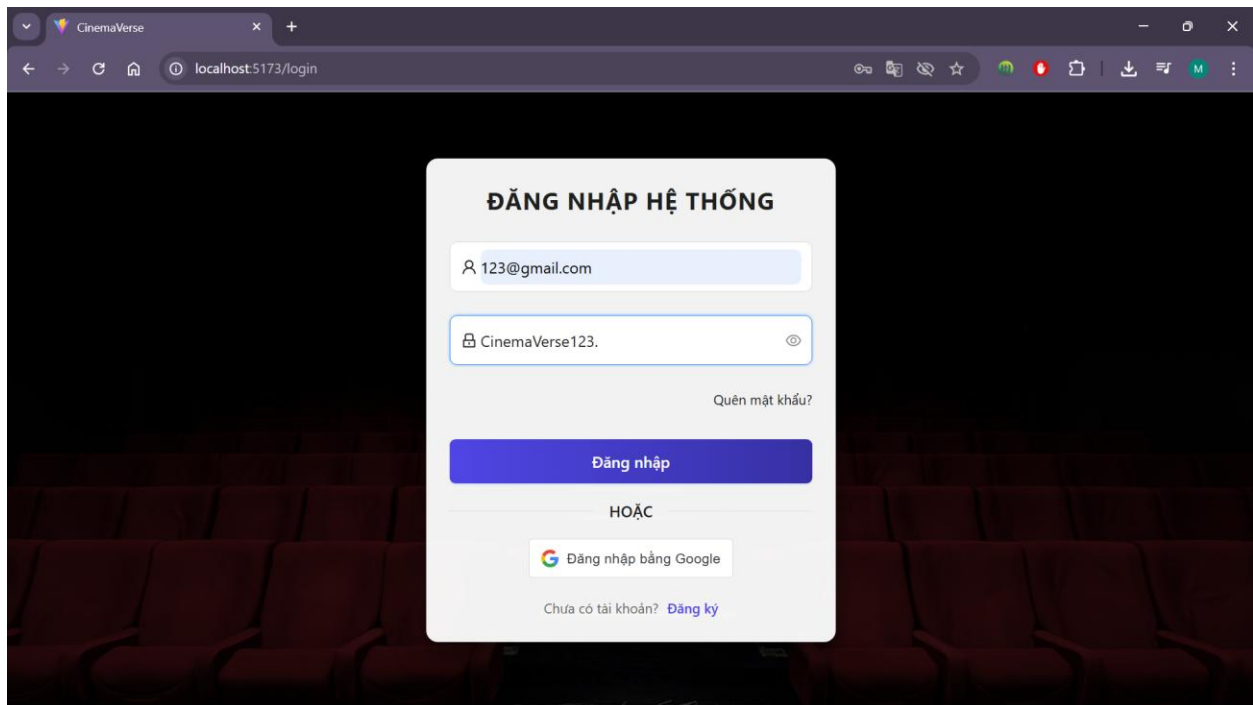 CinemaVerse
localhost:5173/login
M
ĐĂNG NHẬP HỆ THỐNG
123@gmail.com
CinemaVerse123.
Quên mật khẩu?
Đăng nhập
HOẶC
Đăng nhập bằng Google
Chưa có tài khoản? Đăng ký